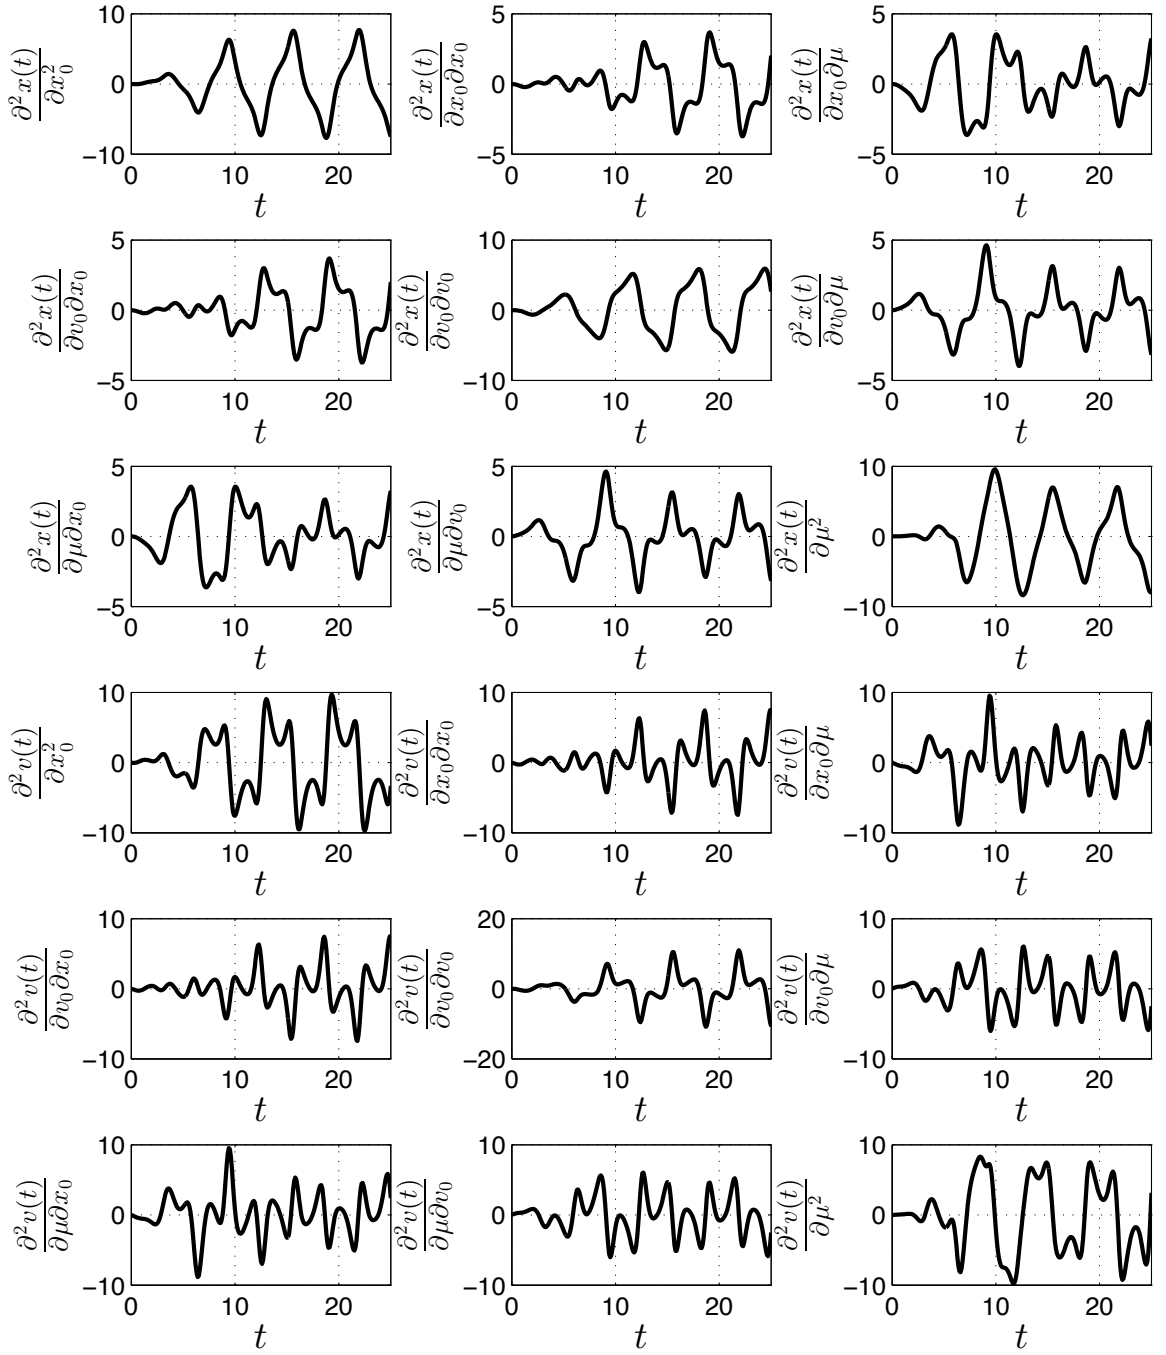 ∂²x(t)/∂x₀² ∂²x(t)/∂x₀∂x₀ ∂²x(t)/∂x₀∂μ
10 0 −10 5 0 −5 5 0 −5
0 10 20 0 10 20 0 10 20
t t t
∂²x(t)/∂v₀∂x₀ ∂²x(t)/∂v₀∂v₀ ∂²x(t)/∂v₀∂μ
5 0 −5 10 0 −10 5 0 −5
0 10 20 0 10 20 0 10 20
t t t
∂²x(t)/∂μ∂x₀ ∂²x(t)/∂μ∂v₀ ∂²x(t)/∂μ²
5 0 −5 5 0 −5 10 0 −10
0 10 20 0 10 20 0 10 20
t t t
∂²v(t)/∂x₀² ∂²v(t)/∂x₀∂x₀ ∂²v(t)/∂x₀∂μ
10 0 −10 10 0 −10 10 0 −10
0 10 20 0 10 20 0 10 20
t t t
∂²v(t)/∂v₀∂x₀ ∂²v(t)/∂v₀∂v₀ ∂²v(t)/∂v₀∂μ
10 0 −10 20 0 −20 10 0 −10
0 10 20 0 10 20 0 10 20
t t t
∂²v(t)/∂μ∂x₀ ∂²v(t)/∂μ∂v₀ ∂²v(t)/∂μ²
10 0 −10 10 0 −10 10 0 −10
0 10 20 0 10 20 0 10 20
t t t